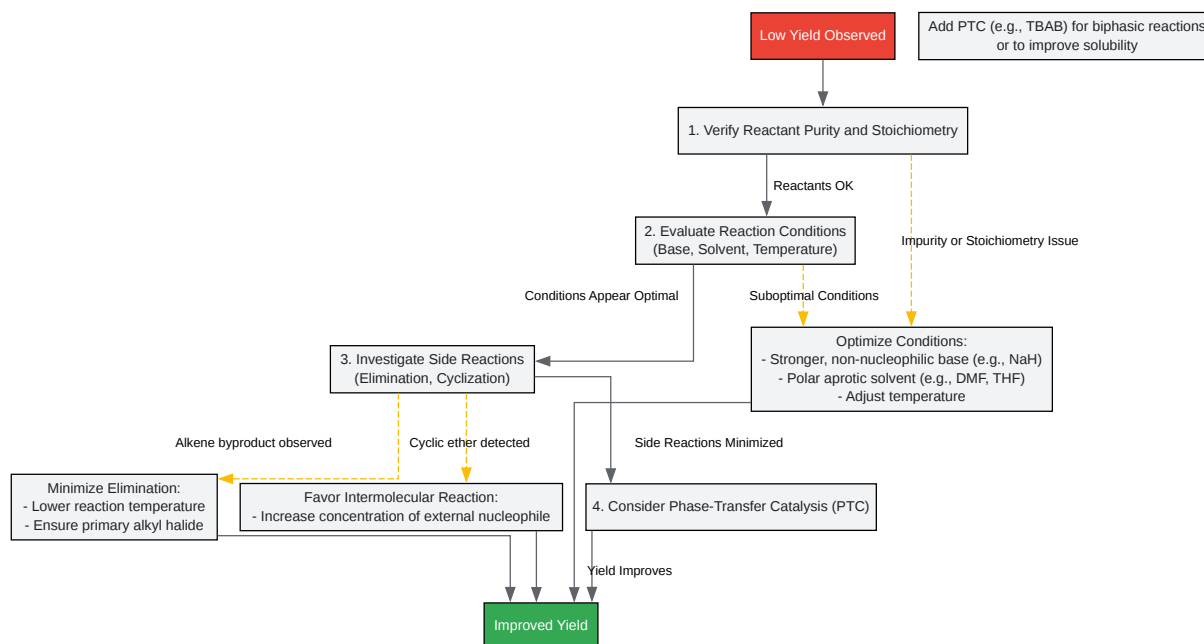 Low Yield Observed
Add PTC (e.g., TBAB) for biphasic reactions
or to improve solubility
1. Verify Reactant Purity and Stoichiometry
Reactants OK
2. Evaluate Reaction Conditions
(Base, Solvent, Temperature)
Impurity or Stoichiometry Issue
Conditions Appear Optimal
Suboptimal Conditions
Optimize Conditions:
- Stronger, non-nucleophilic base (e.g., NaH)
- Polar aprotic solvent (e.g., DMF, THF)
- Adjust temperature
3. Investigate Side Reactions
(Elimination, Cyclization)
Alkene byproduct observed
Cyclic ether detected
Side Reactions Minimized
Minimize Elimination:
- Lower reaction temperature
- Ensure primary alkyl halide
Favor Intermolecular Reaction:
- Increase concentration of external nucleophile
4. Consider Phase-Transfer Catalysis (PTC)
Yield Improves
Improved Yield